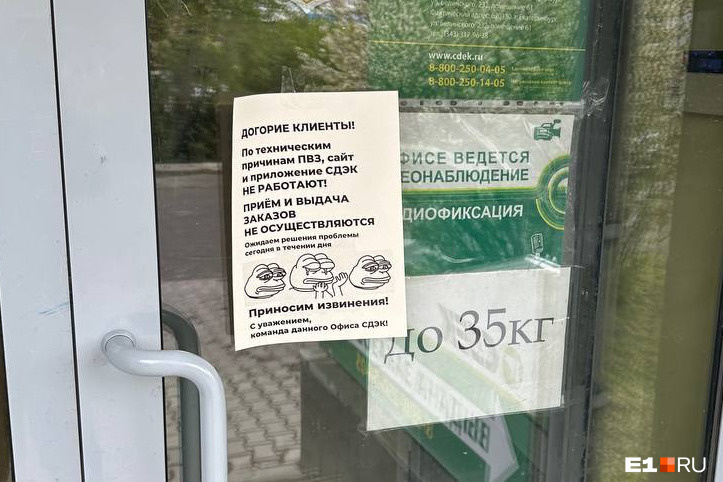 www.cdek.ru
8-800-250-04-05
8-800-250-14-05
ДОГОРИЕ КЛИЕНТЫ!
По техническим
причинам ПВЗ, сайт
и приложение СДЭК
НЕ РАБОТАЮТ!
ПРИЁМ И ВЫДАЧА
ЗАКАЗОВ
НЕ ОСУЩЕСТВЛЯЮТСЯ
Ожидаем решения проблемы
сегодня в течении дня
Приносим извинения!
С уважением,
команда данного Офиса СДЭК!
ФИСЕ ВЕДЕТСЯ
ЕОНАБЛЮДЕНИЕ
ДИОФИКСАЦИЯ
до 35кг
E1 RU